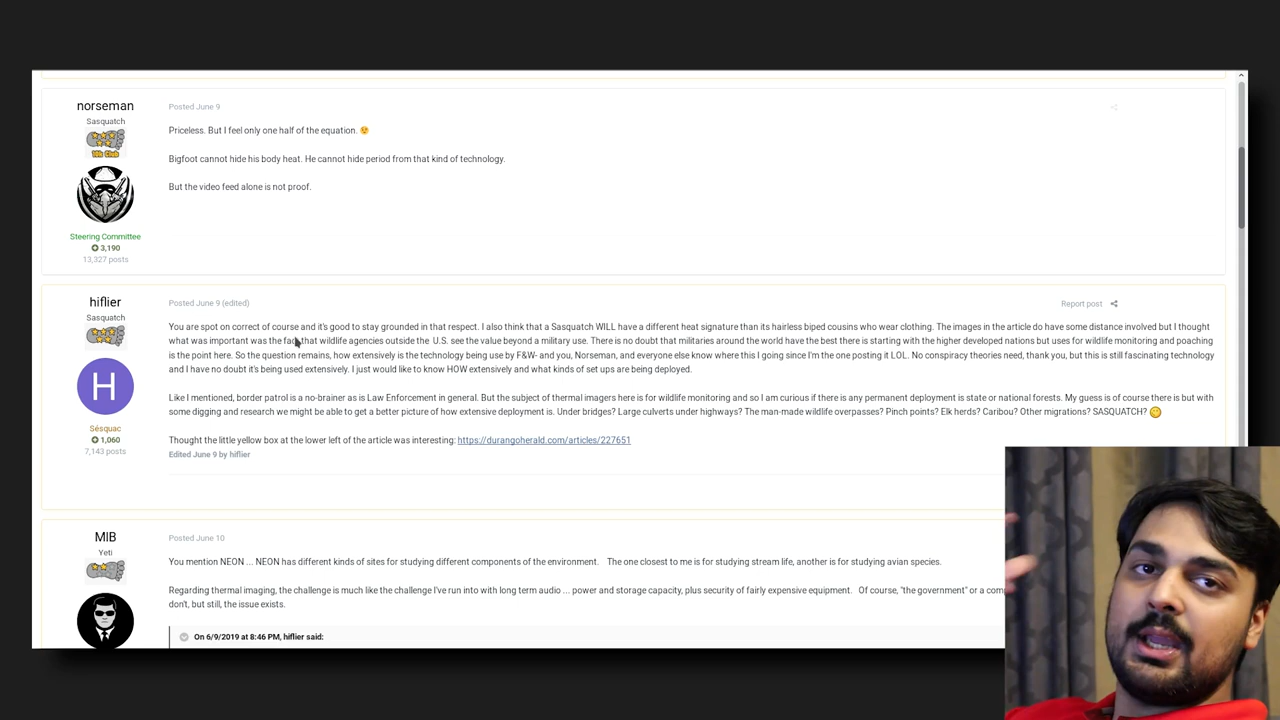 norseman
Sasquatch
10k Club
Steering Committee
3,190
13,327 posts
Posted June 9
Priceless. But I feel only one half of the equation.
Bigfoot cannot hide his body heat. He cannot hide period from that kind of technology.
But the video feed alone is not proof.
hiflier
Sasquatch
H
Sésquac
1,060
7,143 posts
Posted June 9 (edited)
Report post
You are spot on correct of course and it's good to stay grounded in that respect. I also think that a Sasquatch WILL have a different heat signature than its hairless biped cousins who wear clothing. The images in the article do have some distance involved but I thought
what was important was the fact that wildlife agencies outside the U.S. see the value beyond a military use. There is no doubt that militaries around the world have the best there is starting with the higher developed nations but uses for wildlife monitoring and poaching
is the point here. So the question remains, how extensively is the technology being use by F&W- and you, Norseman, and everyone else know where this I going since I'm the one posting it LOL. No conspiracy theories need, thank you, but this is still fascinating technology
and I have no doubt it's being used extensively. I just would like to know HOW extensively and what kinds of set ups are being deployed.
Like I mentioned, border patrol is a no-brainer as is Law Enforcement in general. But the subject of thermal imagers here is for wildlife monitoring and so I am curious if there is any permanent deployment is state or national forests. My guess is of course there is but with
some digging and research we might be able to get a better picture of how extensive deployment is. Under bridges? Large culverts under highways? The man-made wildlife overpasses? Pinch points? Elk herds? Caribou? Other migrations? SASQUATCH?
Thought the little yellow box at the lower left of the article was interesting: https://durangoherald.com/articles/227651
Edited June 9 by hiflier
MIB
Yeti
Posted June 10
You mention NEON ... NEON has different kinds of sites for studying different components of the environment. The one closest to me is for studying stream life, another is for studying avian species.
Regarding thermal imaging, the challenge is much like the challenge I've run into with long term audio ... power and storage capacity, plus security of fairly expensive equipment. Of course, "the government" or a
don't, but still, the issue exists.
On 6/9/2019 at 8:46 PM, hiflier said: